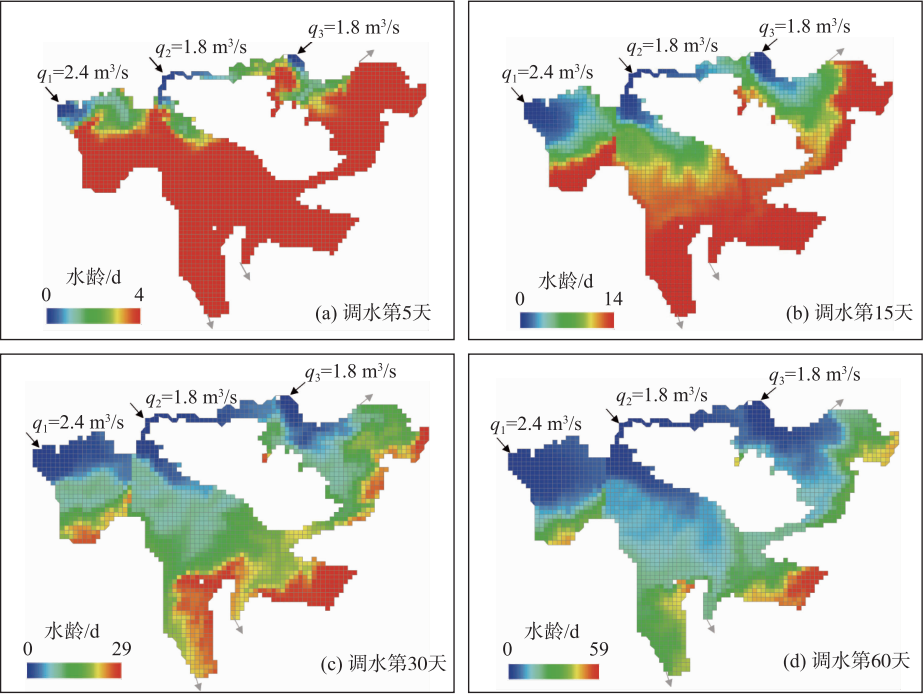 q₃=1.8 m³/s
q₂=1.8 m³/s
q₁=2.4 m³/s
水龄/d
0 4
(a) 调水第5天
q₃=1.8 m³/s
q₂=1.8 m³/s
q₁=2.4 m³/s
水龄/d
0 14
(b) 调水第15天
q₃=1.8 m³/s
q₂=1.8 m³/s
q₁=2.4 m³/s
水龄/d
0 29
(c) 调水第30天
q₃=1.8 m³/s
q₂=1.8 m³/s
q₁=2.4 m³/s
水龄/d
0 59
(d) 调水第60天